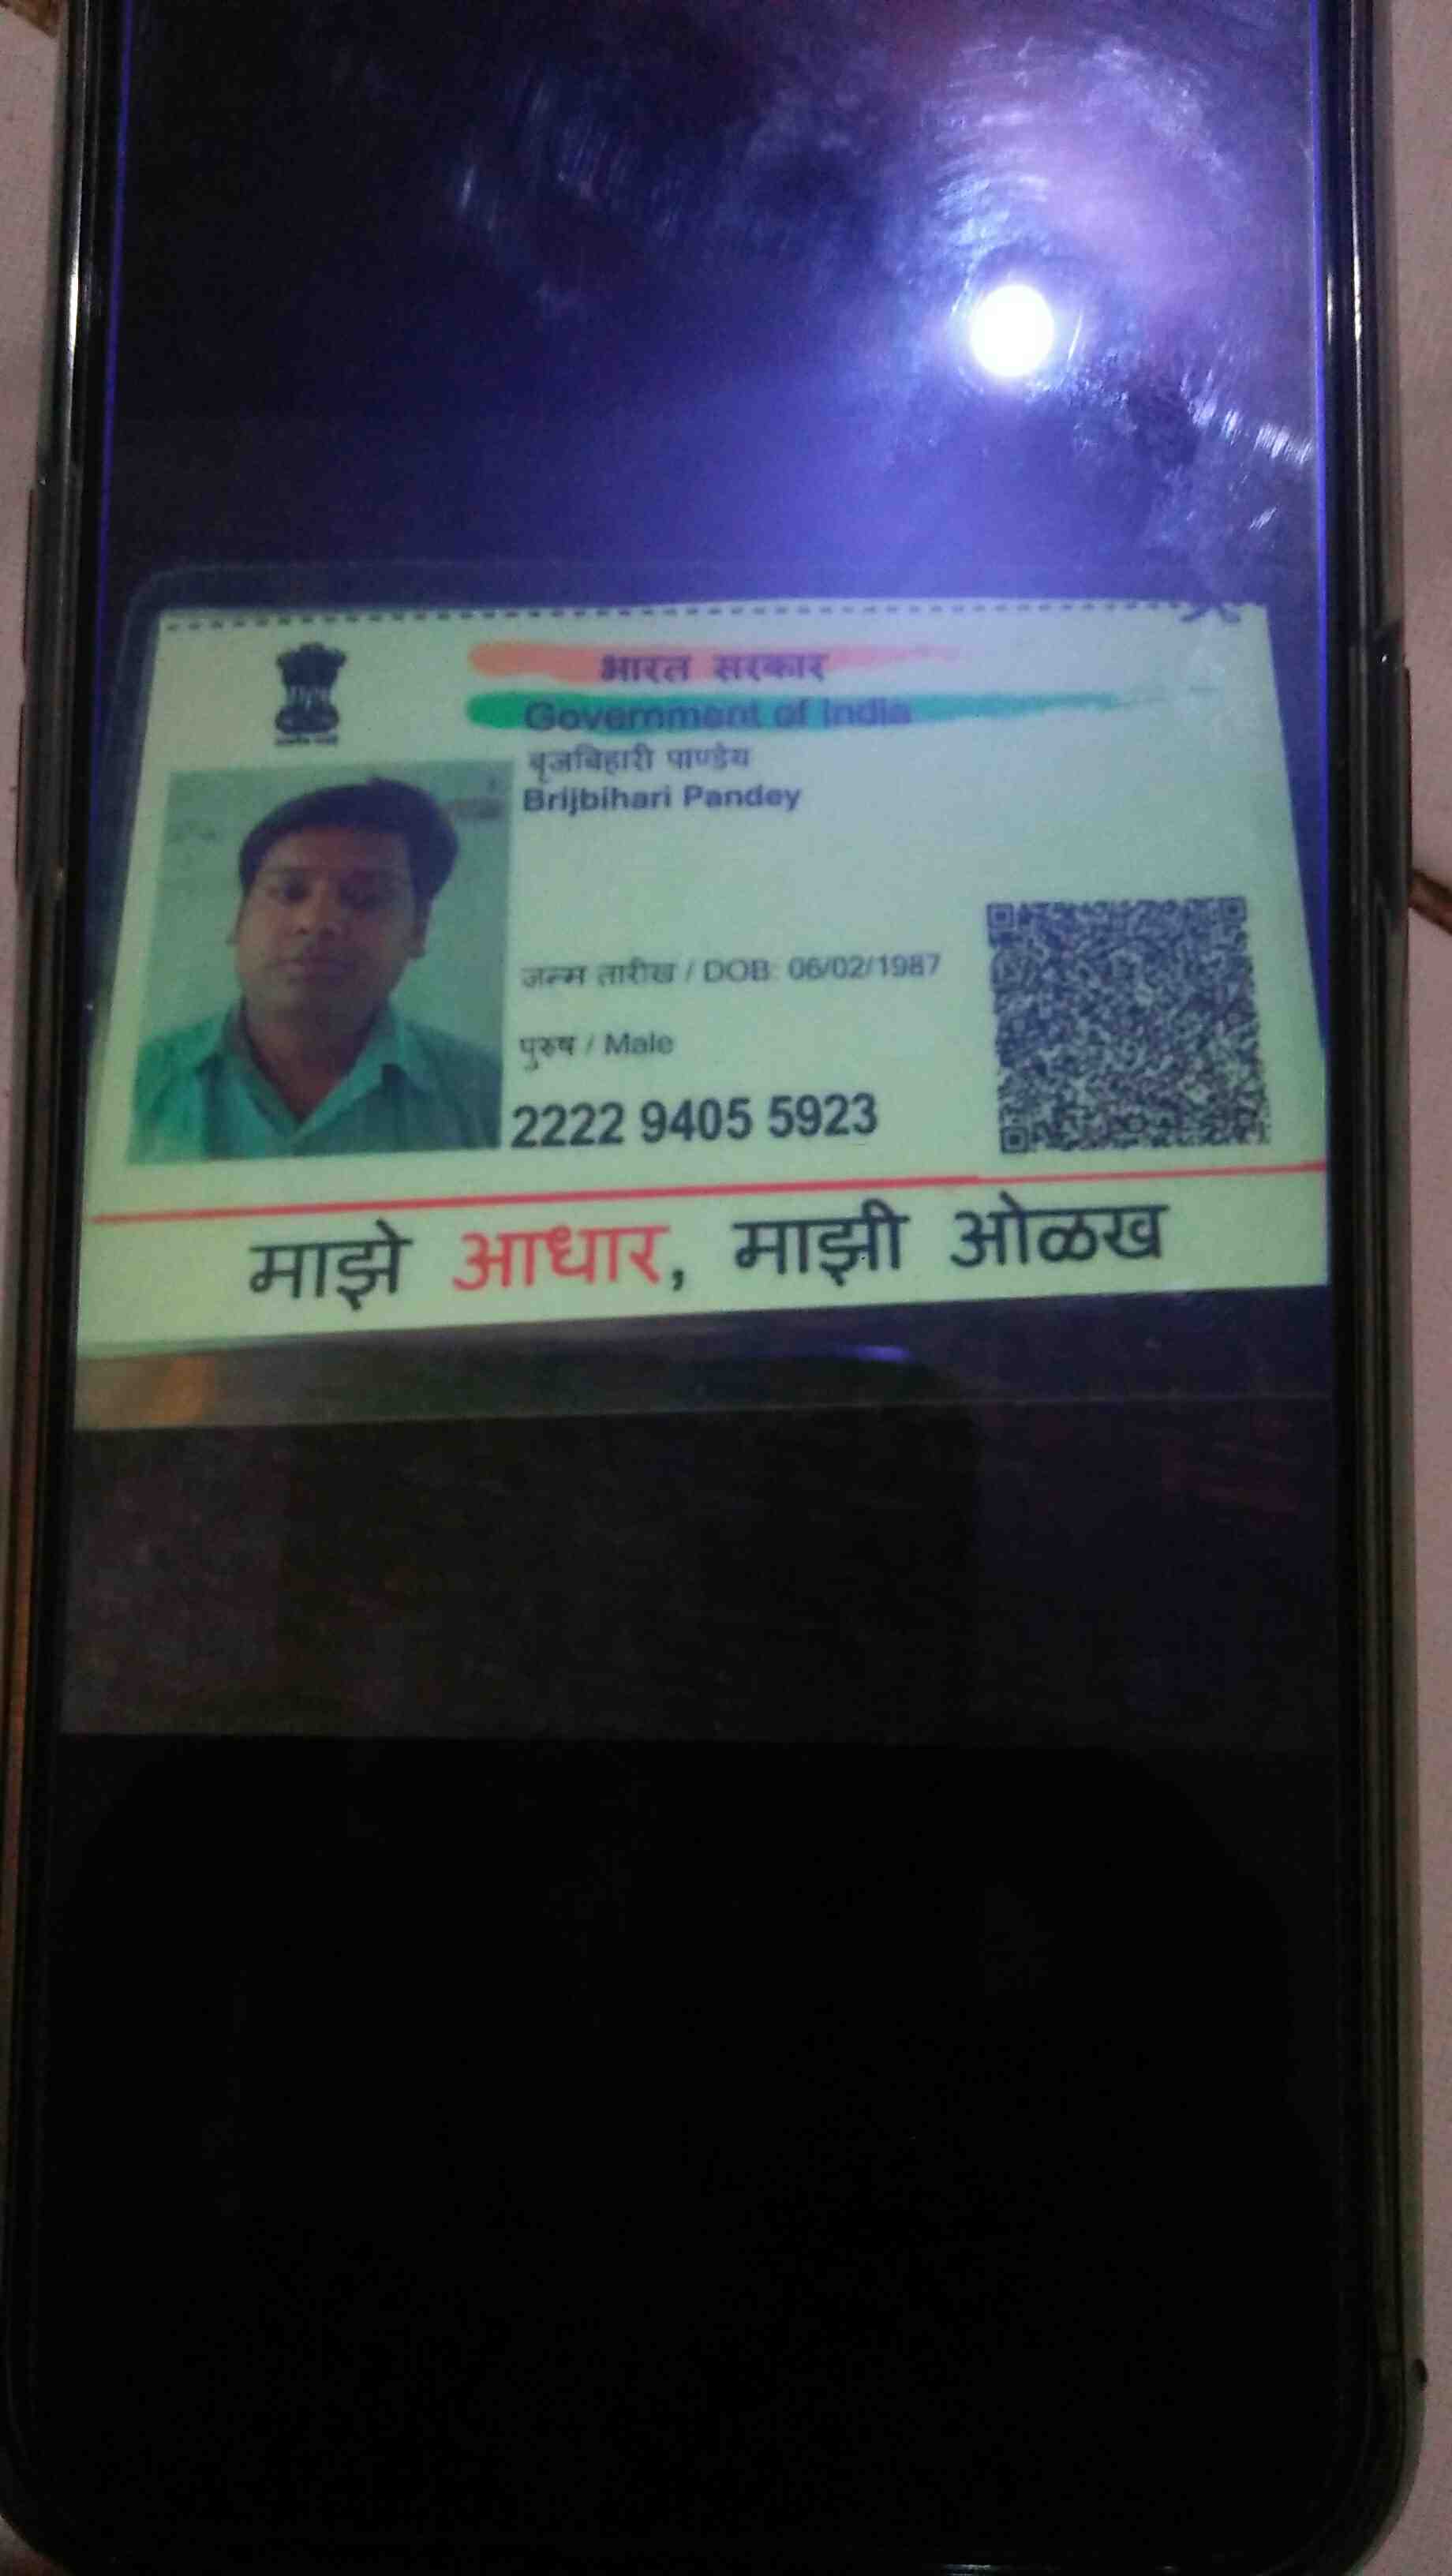 भारत सरकार
Government of India
बृजबिहारी पाण्डेय
Brijbihari Pandey
जन्म तारीख / DOB: 06/02/1987
पुरुष / Male
2222 9405 5923
माझे आधार, माझी ओळख